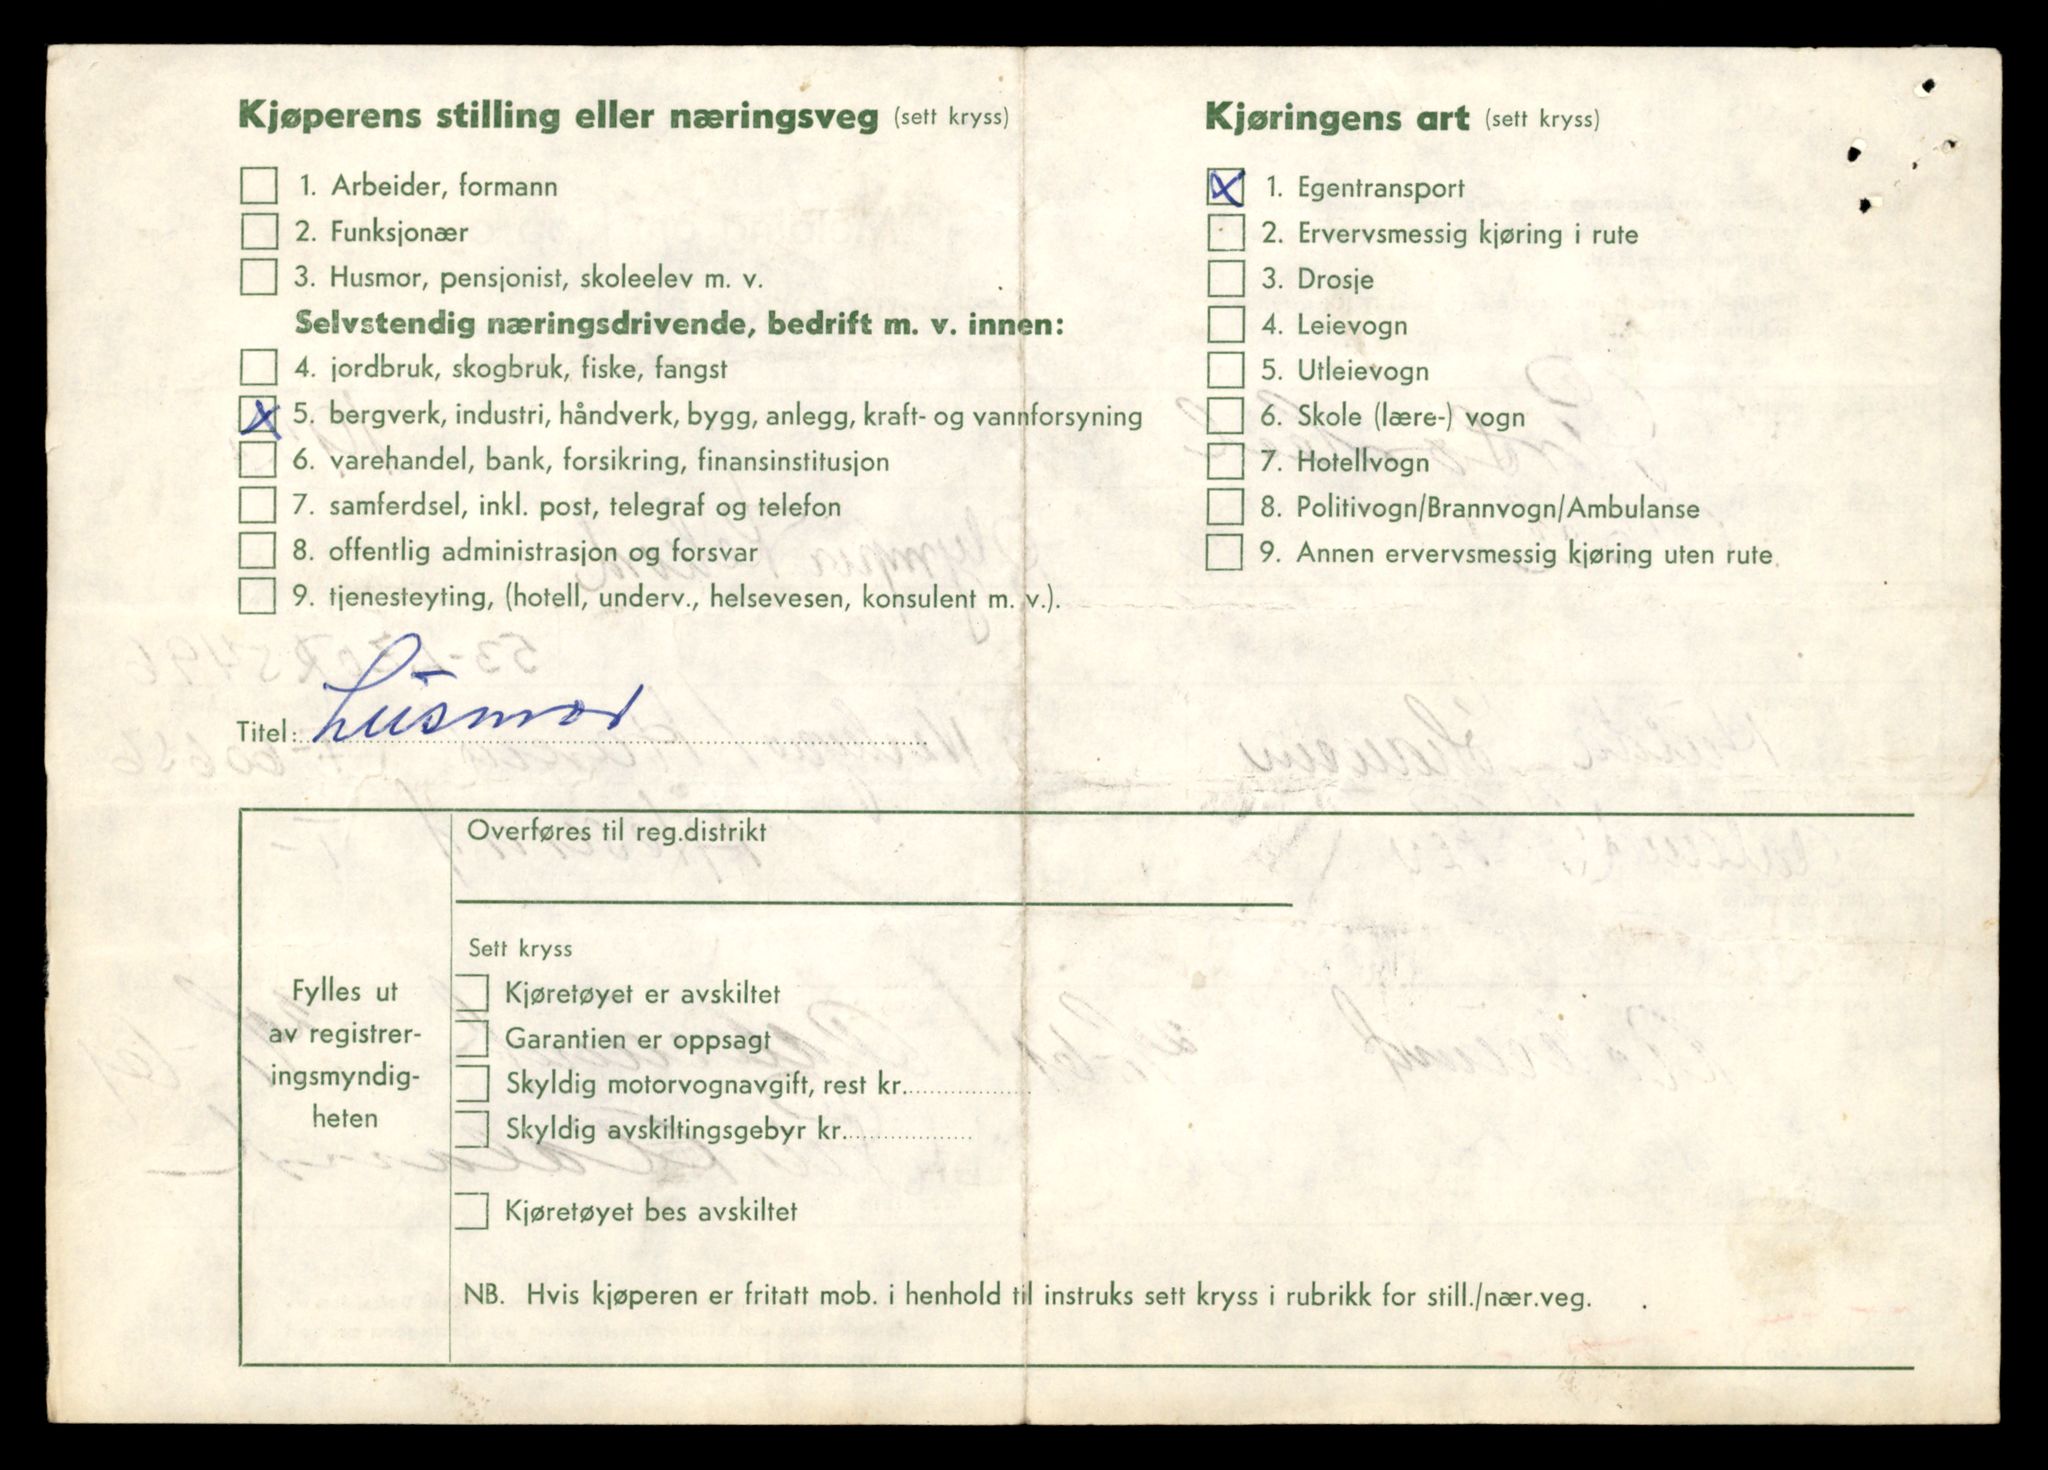 Kjøperens stilling eller næringsveg (sett kryss)
1. Arbeider, formann
2. Funksjonær
3. Husmor, pensjonist, skoleelev m. v.
Selvstendig næringsdrivende, bedrift m. v. innen:
4. jordbruk, skogbruk, fiske, fangst
X 5. bergverk, industri, håndverk, bygg, anlegg, kraft- og vannforsyning
6. varehandel, bank, forsikring, finansinstitusjon
7. samferdsel, inkl. post, telegraf og telefon
8. offentlig administrasjon og forsvar
9. tjenesteyting, (hotell, underv., helsevesen, konsulent m. v.).
Titel:
Kjøringens art (sett kryss)
X 1. Egentransport
2. Ervervsmessig kjøring i rute
3. Drosje
4. Leievogn
5. Utleievogn
6. Skole (lære-) vogn
7. Hotellvogn
8. Politivogn/Brannvogn/Ambulanse
9. Annen ervervsmessig kjøring uten rute
Fylles ut
av registrer-
ingsmyndig-
heten
Overføres til reg.distrikt
Sett kryss
Kjøretøyet er avskiltet
Garantien er oppsagt
Skyldig motorvognavgift, rest kr.
Skyldig avskiltingsgebyr kr.
Kjøretøyet bes avskiltet
NB. Hvis kjøperen er fritatt mob. i henhold til instruks sett kryss i rubrikk for still./nær.veg.